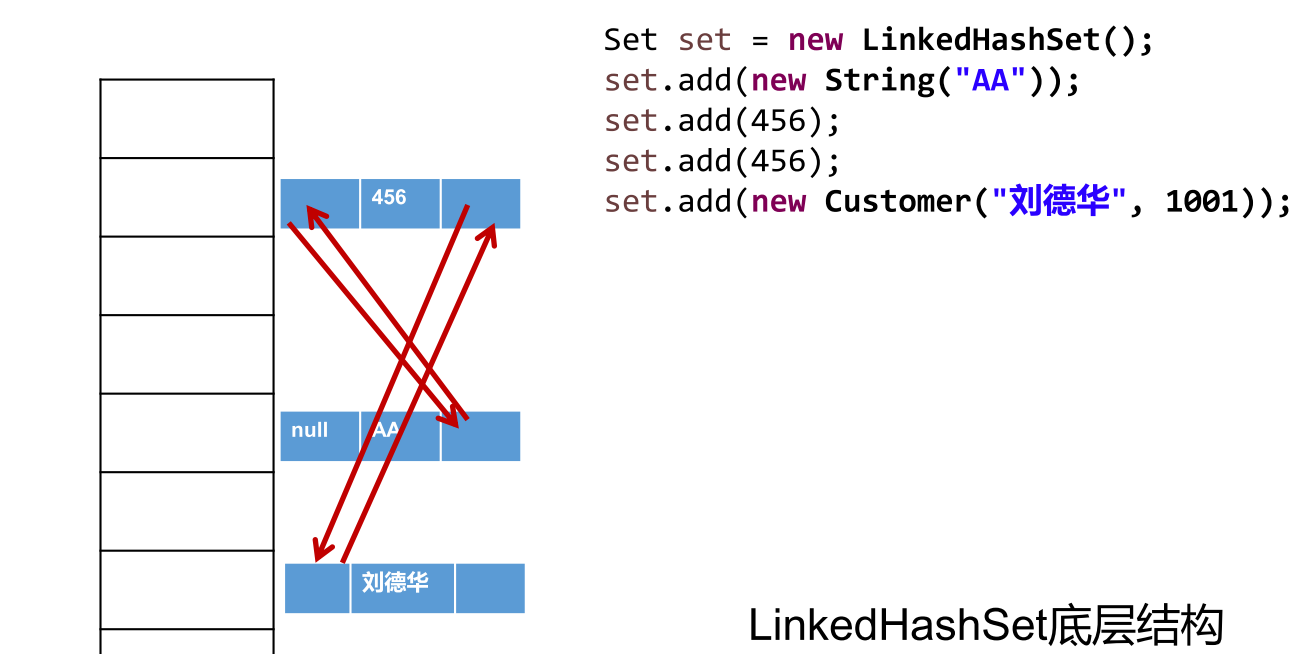 Set set = new LinkedHashSet();
set.add(new String("AA"));
set.add(456);
set.add(456);
set.add(new Customer("刘德华", 1001));
456
null AA
刘德华
LinkedHashSet底层结构